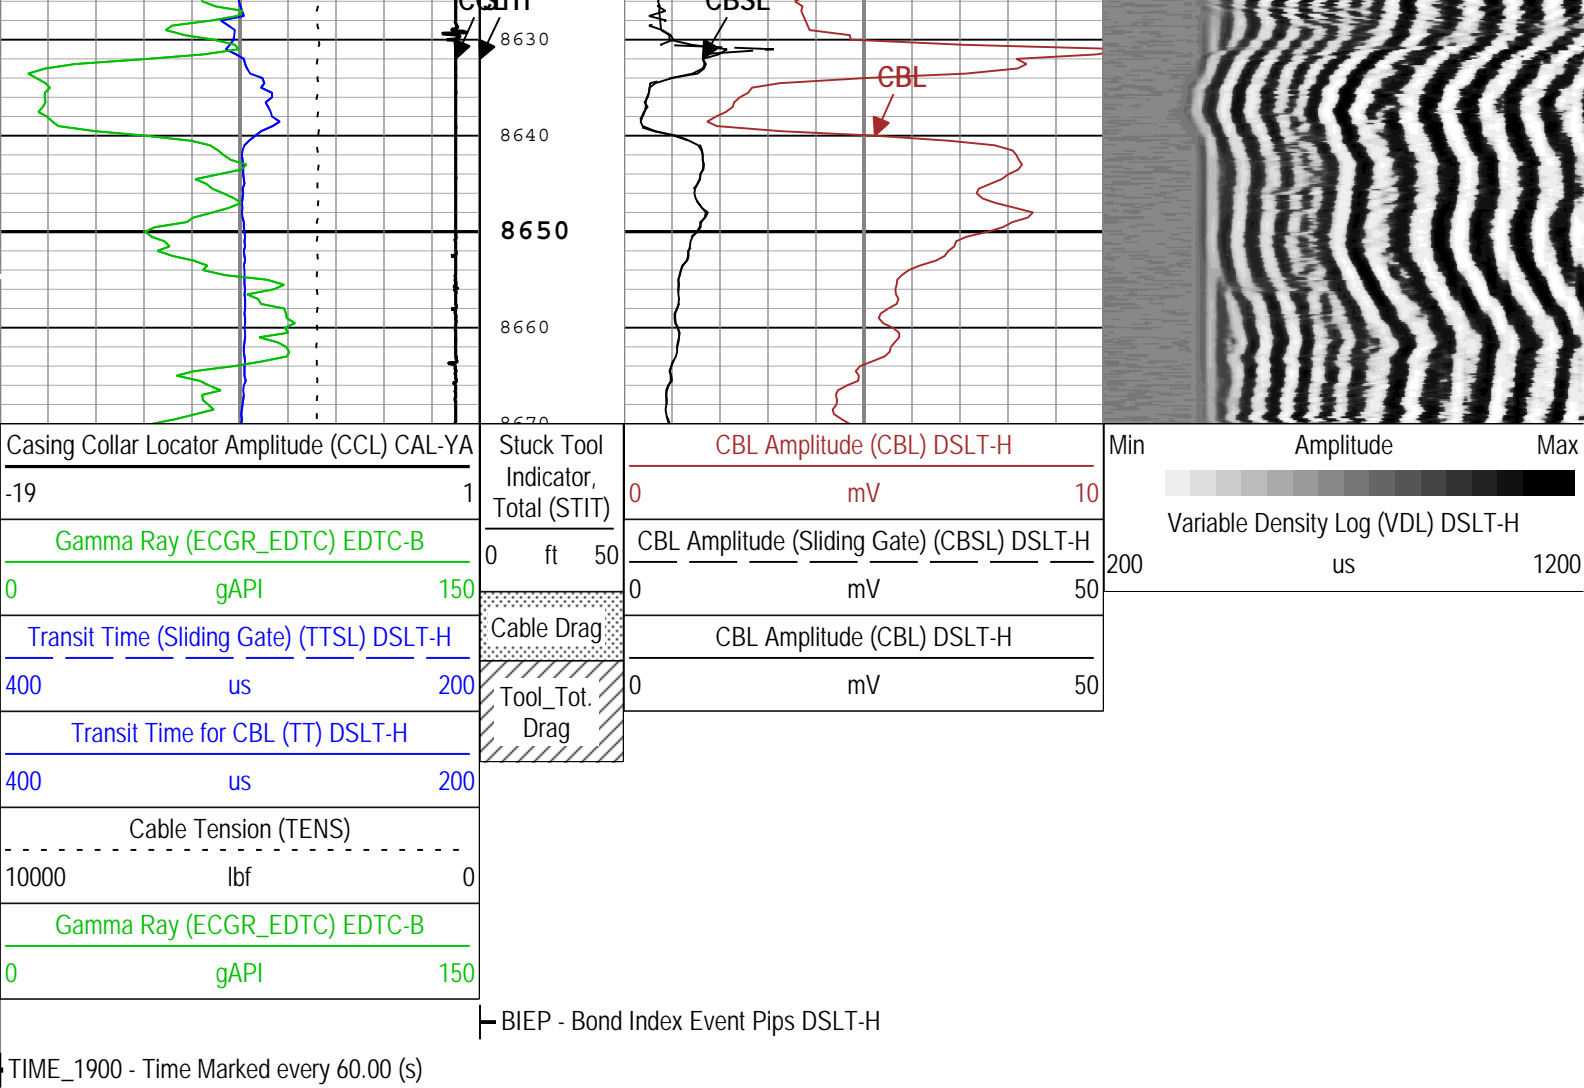 CBSL
8630
CBL
8640
8650
8660
8670
Casing Collar Locator Amplitude (CCL) CAL-YA
-19 1
Gamma Ray (ECGR_EDTC) EDTC-B
0 gAPI 150
Transit Time (Sliding Gate) (TTSL) DSLT-H
400 us 200
Transit Time for CBL (TT) DSLT-H
400 us 200
Cable Tension (TENS)
10000 lbf 0
Gamma Ray (ECGR_EDTC) EDTC-B
0 gAPI 150
Stuck Tool
Indicator,
Total (STIT)
0 ft 50
Cable Drag
Tool_Tot.
Drag
CBL Amplitude (CBL) DSLT-H
0 mV 10
CBL Amplitude (Sliding Gate) (CBSL) DSLT-H
0 mV 50
CBL Amplitude (CBL) DSLT-H
0 mV 50
Min Amplitude Max
Variable Density Log (VDL) DSLT-H
200 us 1200
BIEP - Bond Index Event Pips DSLT-H
TIME_1900 - Time Marked every 60.00 (s)